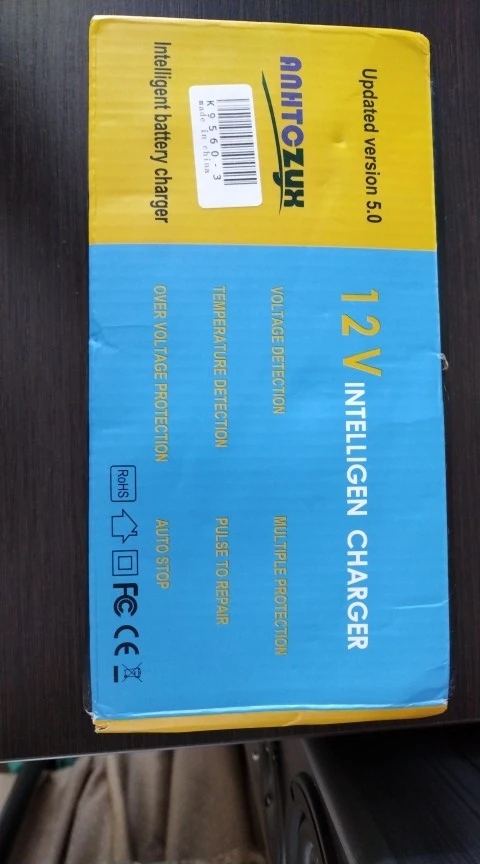 Updated version 5.0
ANHTCZYX
K9560-3
made in china
Intelligent battery charger
12V INTELLIGEN CHARGER
VOLTAGE DETECTION
MULTIPLE PROTECTION
TEMPERATURE DETECTION
PULSE TO REPAIR
OVER VOLTAGE PROTECTION
AUTO STOP
RoHS
FC CE